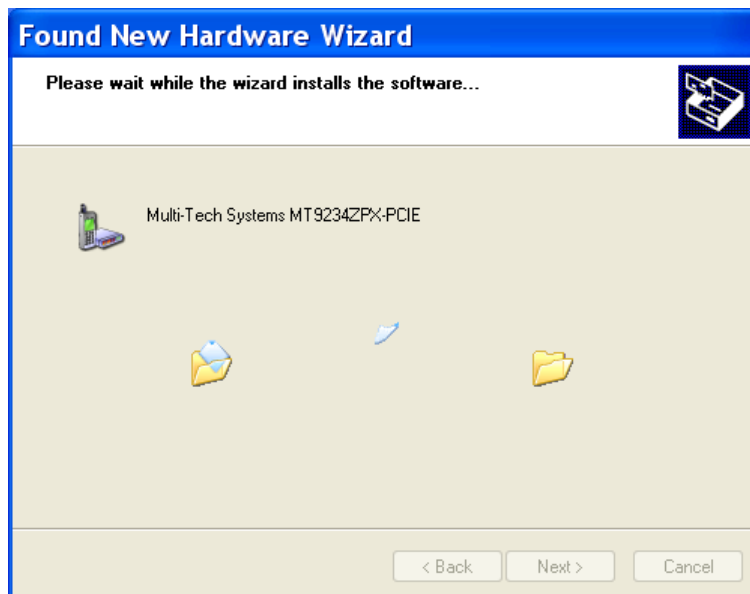 Found New Hardware Wizard
Please wait while the wizard installs the software...
Multi-Tech Systems MT9234ZPX-PCIE
< Back
Next >
Cancel